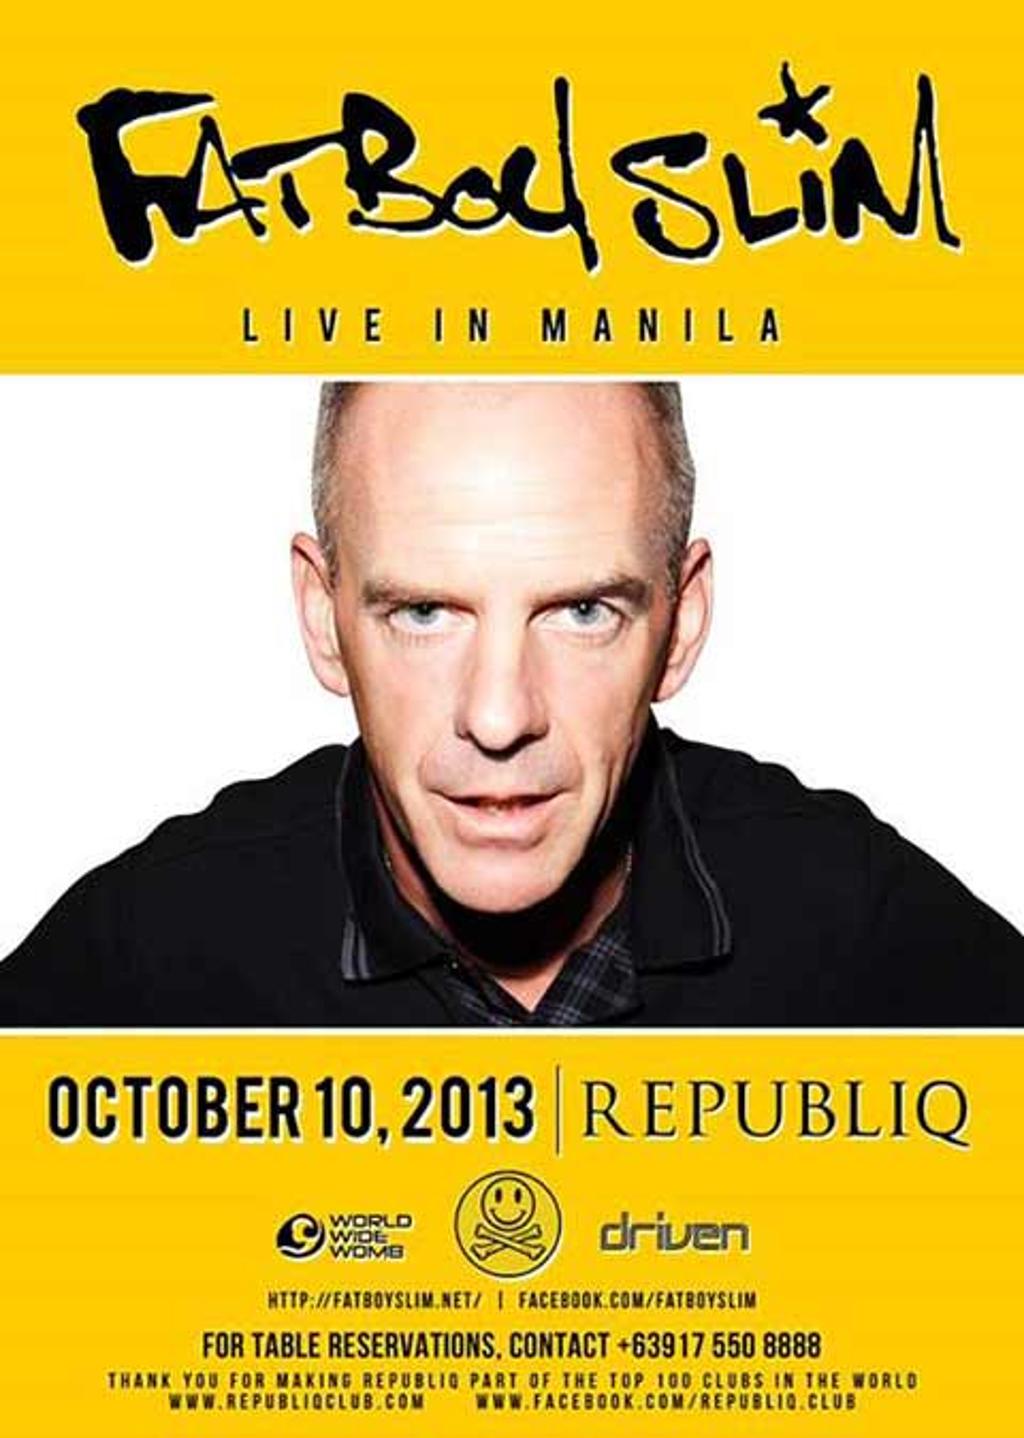 FATBOY SLIM
LIVE IN MANILA
OCTOBER 10, 2013 | REPUBLIQ
WORLD
WIDE
WOMB
driven
HTTP://FATBOYSLIM.NET/ | FACEBOOK.COM/FATBOYSLIM
FOR TABLE RESERVATIONS, CONTACT +63917 550 8888
THANK YOU FOR MAKING REPUBLIQ PART OF THE TOP 100 CLUBS IN THE WORLD
WWW.REPUBLIQCLUB.COM WWW.FACEBOOK.COM/REPUBLIQ.CLUB